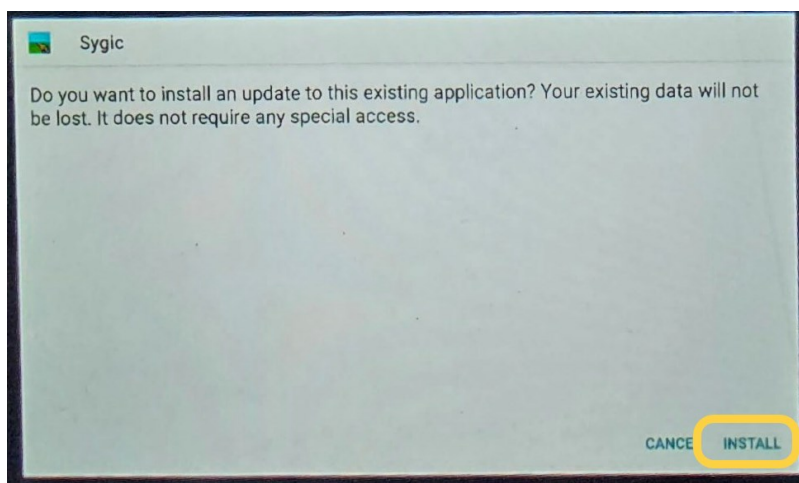 Sygic
Do you want to install an update to this existing application? Your existing data will not
be lost. It does not require any special access.
CANCE INSTALL